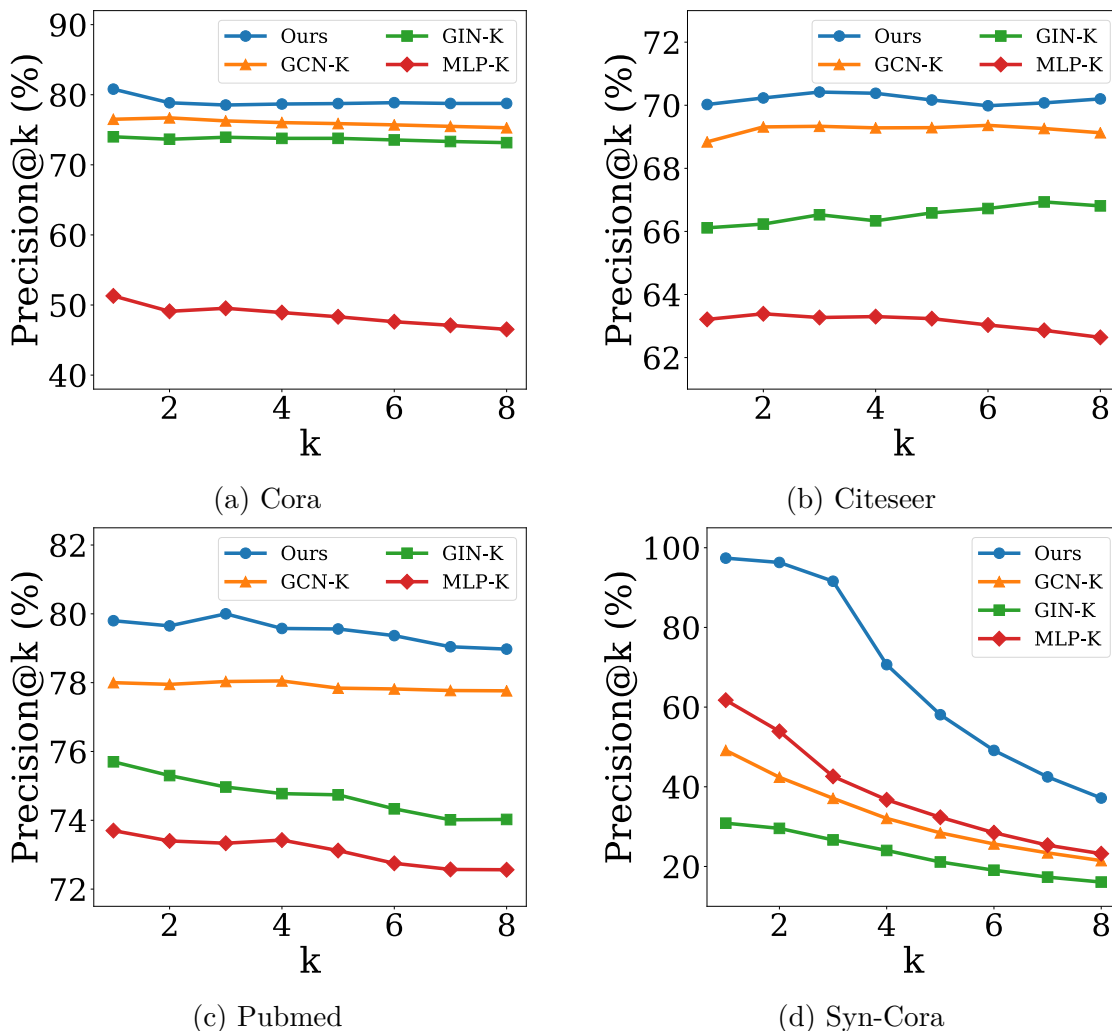 90
80
70
60
50
40
Precision@k (%)
Ours
GCN-K
GIN-K
MLP-K
2 4 6 8
k
(a) Cora
72
70
68
66
64
62
Precision@k (%)
Ours
GCN-K
GIN-K
MLP-K
2 4 6 8
k
(b) Citeseer
82
80
78
76
74
72
Precision@k (%)
Ours
GCN-K
GIN-K
MLP-K
2 4 6 8
k
(c) Pubmed
100
80
60
40
20
Precision@k (%)
Ours
GCN-K
GIN-K
MLP-K
2 4 6 8
k
(d) Syn-Cora